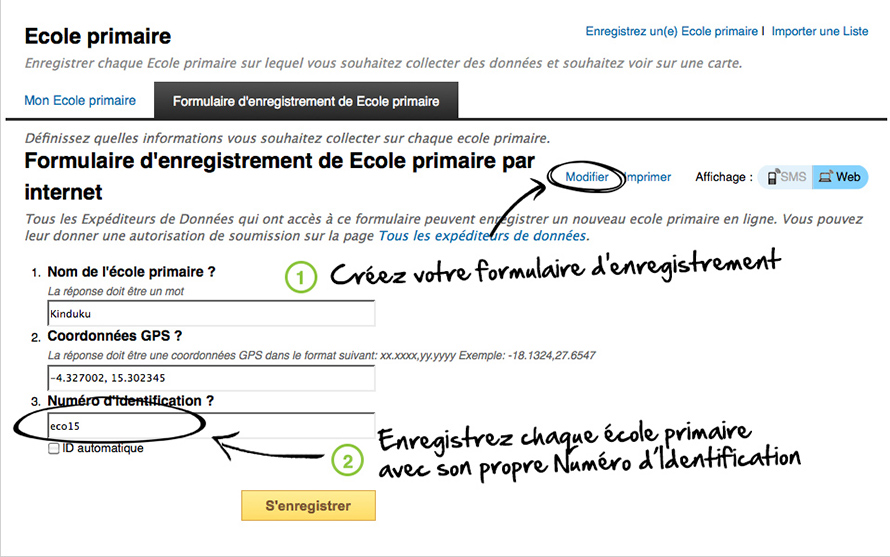 Ecole primaire
Enregistrez un(e) Ecole primaire I Importer une Liste
Enregistrer chaque Ecole primaire sur lequel vous souhaitez collecter des données et souhaitez voir sur une carte.
Mon Ecole primaire
Formulaire d'enregistrement de Ecole primaire
Définissez quelles informations vous souhaitez collecter sur chaque ecole primaire.
Formulaire d'enregistrement de Ecole primaire par
internet
Modifier Imprimer Affichage : SMS Web
Tous les Expéditeurs de Données qui ont accès à ce formulaire peuvent enregistrer un nouveau ecole primaire en ligne. Vous pouvez
leur donner une autorisation de soumission sur la page Tous les expéditeurs de données.
1. Nom de l'école primaire ?
La réponse doit être un mot
Kinduku
1 Créez votre formulaire d'enregistrement
2. Coordonnées GPS ?
La réponse doit être une coordonnées GPS dans le format suivant: xx.xxxx,yy.yyyy Exemple: -18.1324,27.6547
-4.327002, 15.302345
3. Numéro d'identification ?
eco15
ID automatique
2 Enregistrez chaque école primaire
avec son propre Numéro d'Identification
S'enregistrer